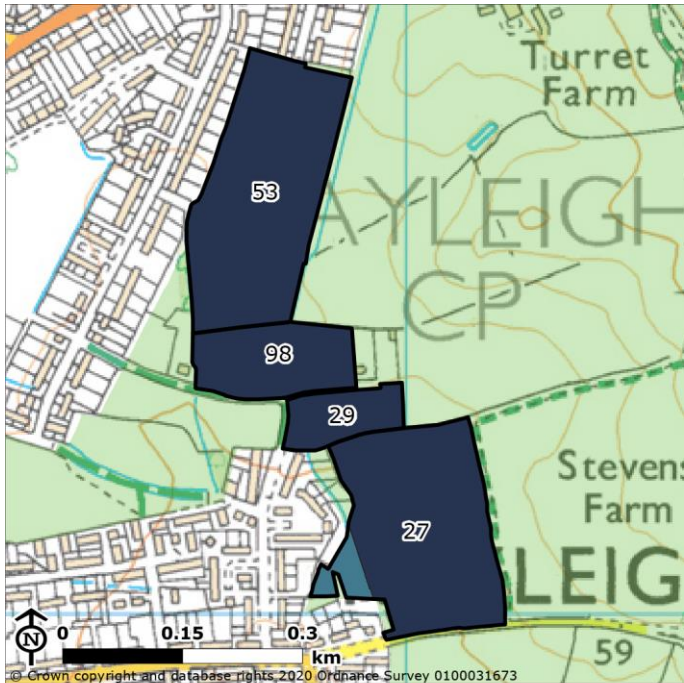 Turret
Farm
53
AYLEIGH
CP
98
29
Stevens
Farm
27
LEIG
N
0 0.15 0.3
km
59
© Crown copyright and database rights 2020 Ordnance Survey 0100031673